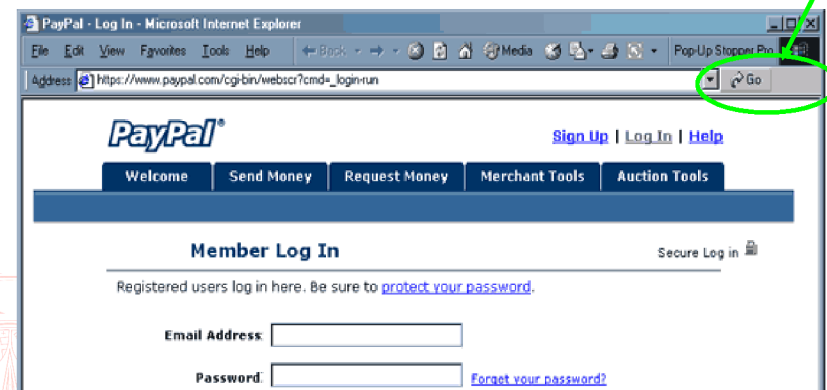 PayPal - Log In - Microsoft Internet Explorer
File Edit View Favorites Tools Help Back Media Pop-Up Stopper Pro
Address https://www.paypal.com/cgi-bin/webscr?cmd=_login-run Go
PayPal®
Sign Up | Log In | Help
Welcome Send Money Request Money Merchant Tools Auction Tools
Member Log In Secure Log in
Registered users log in here. Be sure to protect your password.
Email Address:
Password: Forget your password?